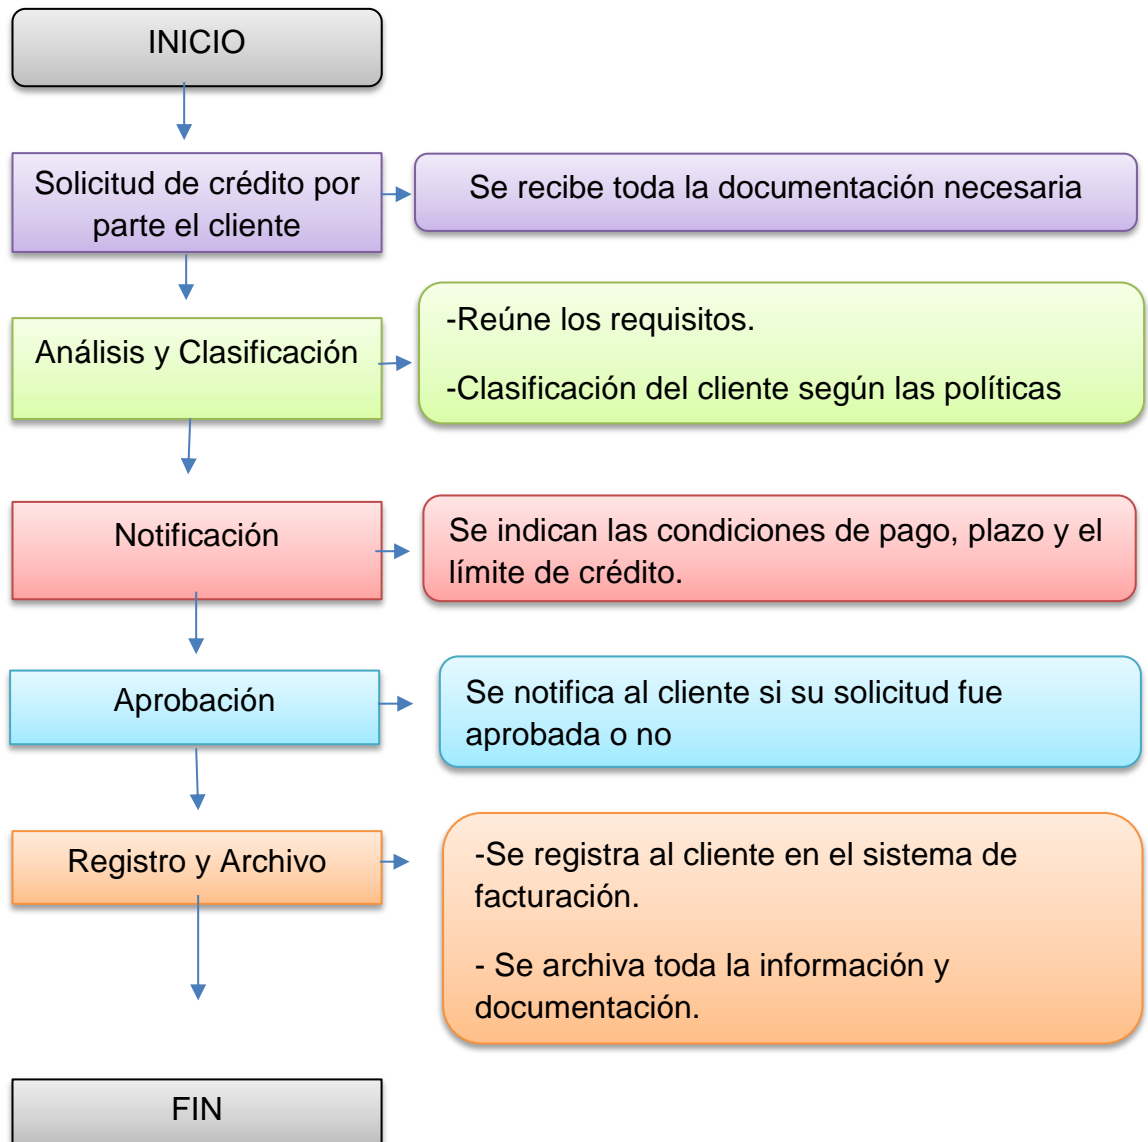 INICIO
Solicitud de crédito por
parte el cliente
Se recibe toda la documentación necesaria
Análisis y Clasificación
-Reúne los requisitos.
-Clasificación del cliente según las políticas
Notificación
Se indican las condiciones de pago, plazo y el
límite de crédito.
Aprobación
Se notifica al cliente si su solicitud fue
aprobada o no
Registro y Archivo
-Se registra al cliente en el sistema de
facturación.
- Se archiva toda la información y
documentación.
FIN